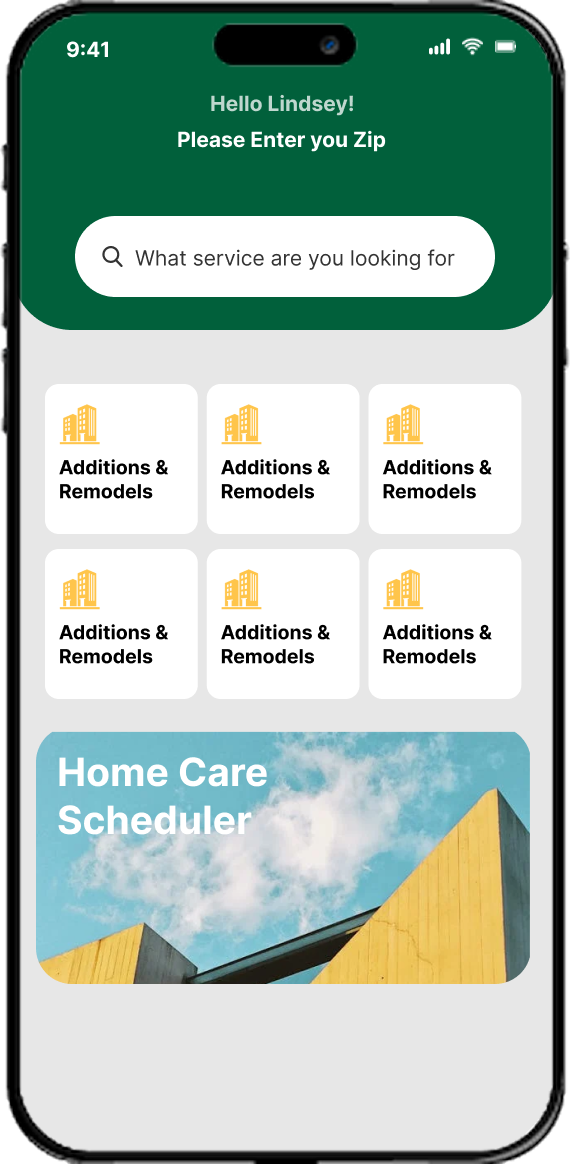 9:41
Hello Lindsey!
Please Enter you Zip
What service are you looking for
Additions &
Remodels
Additions &
Remodels
Additions &
Remodels
Additions &
Remodels
Additions &
Remodels
Additions &
Remodels
Home Care
Scheduler